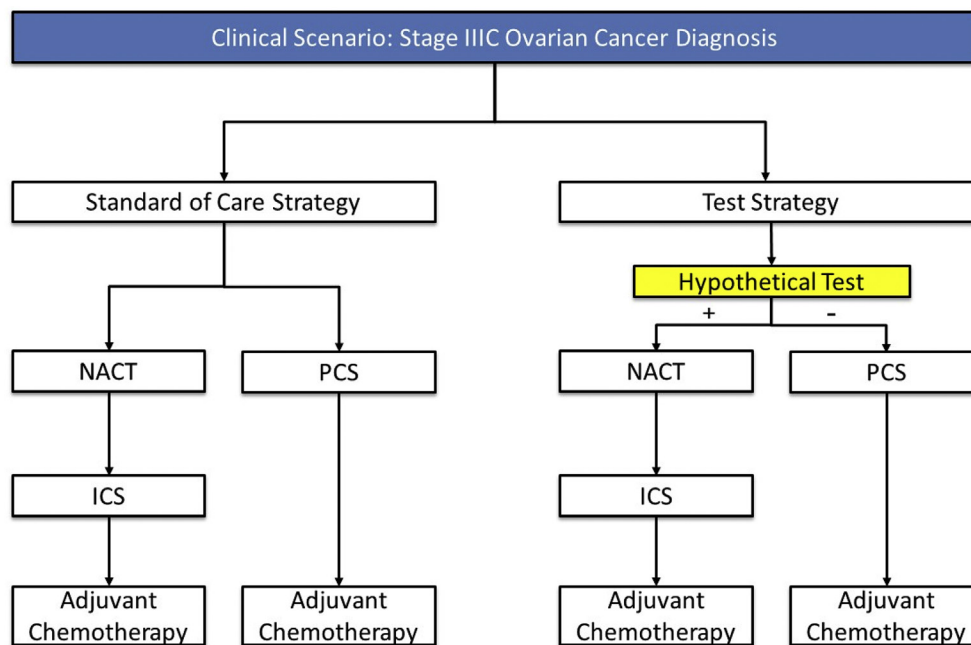 Clinical Scenario: Stage IIIC Ovarian Cancer Diagnosis
Standard of Care Strategy
Test Strategy
Hypothetical Test
+
-
NACT
PCS
NACT
PCS
ICS
ICS
Adjuvant
Chemotherapy
Adjuvant
Chemotherapy
Adjuvant
Chemotherapy
Adjuvant
Chemotherapy